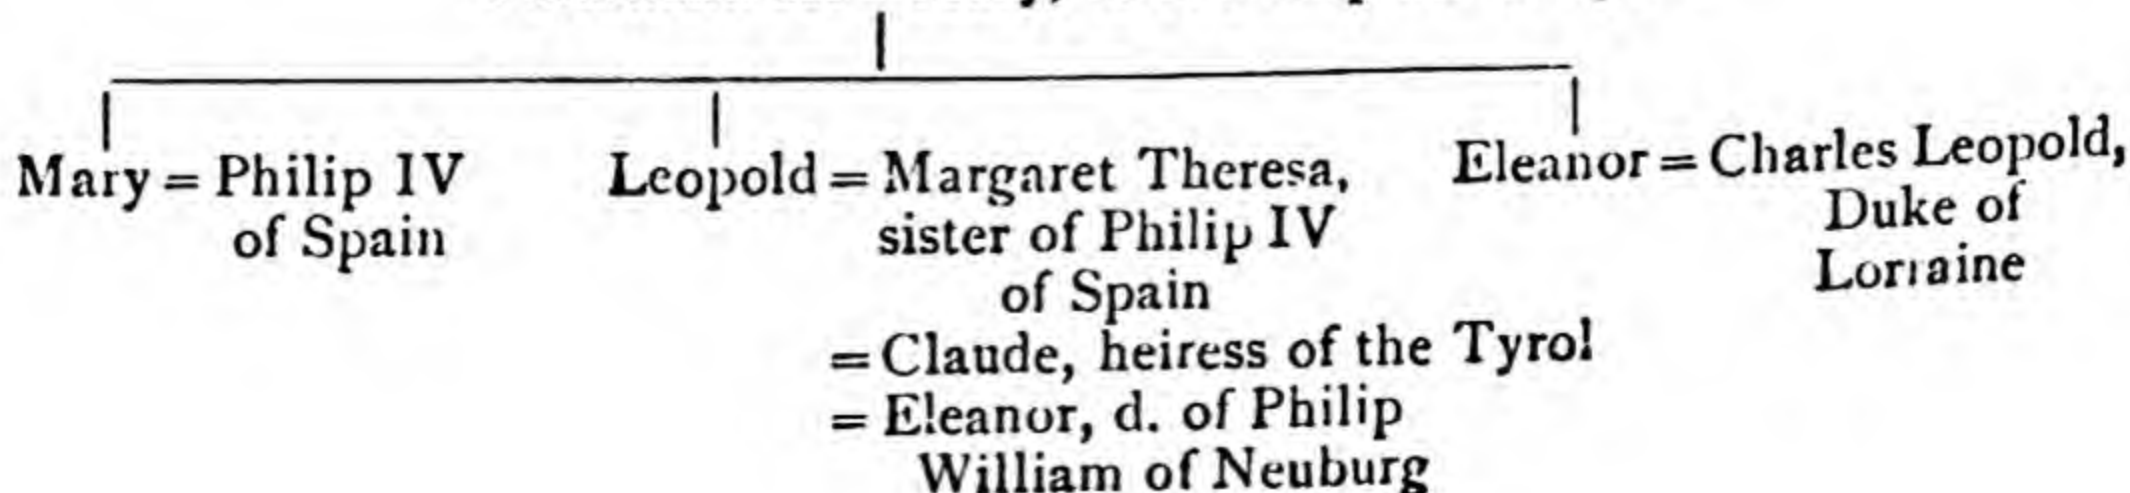 Mary = Philip IV
of Spain
Leopold = Margaret Theresa,
sister of Philip IV
of Spain
= Claude, heiress of the Tyrol
= Eleanor, d. of Philip
William of Neuburg
Eleanor = Charles Leopold,
Duke of
Lorraine